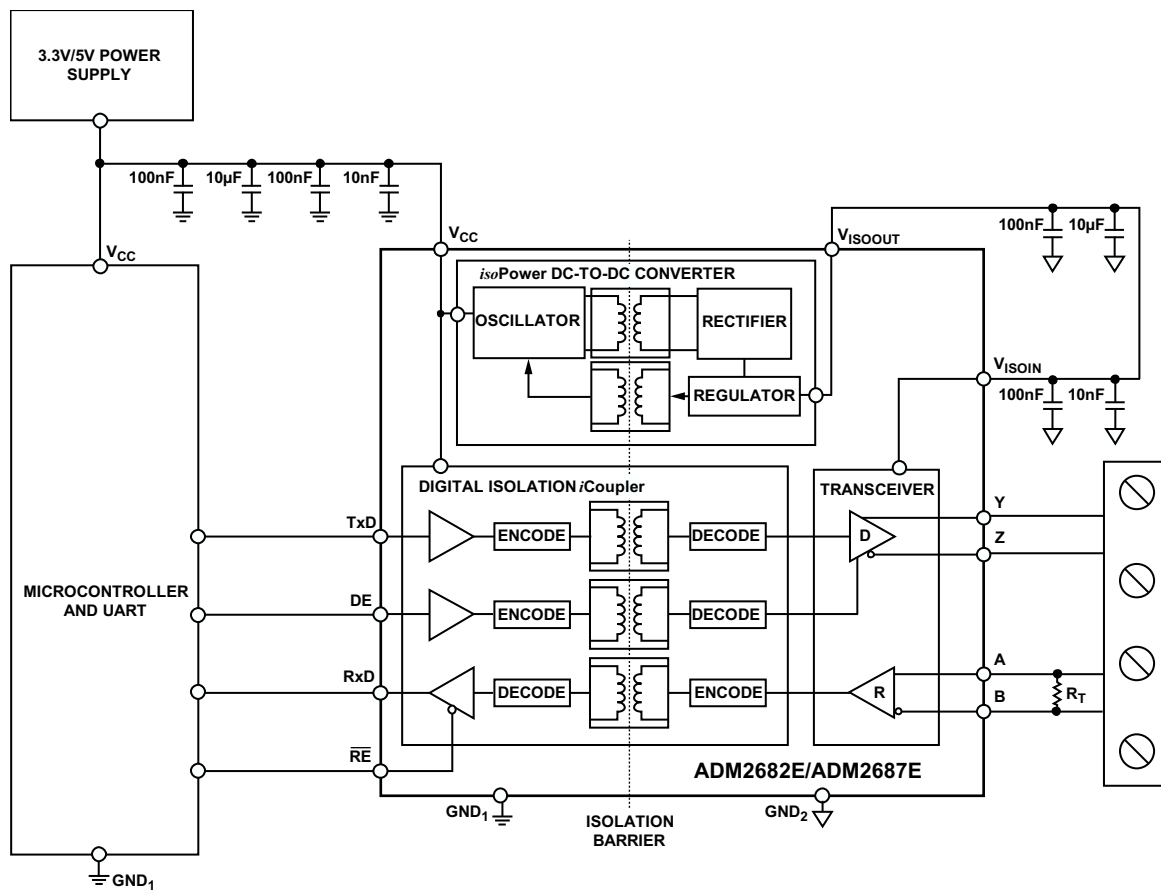 3.3V/5V POWER
SUPPLY
100nF
10µF
100nF
10nF
VCC
VCC
VISOOUT
100nF
10µF
isoPower DC-TO-DC CONVERTER
OSCILLATOR
RECTIFIER
REGULATOR
VISOIN
100nF
10nF
DIGITAL ISOLATION iCoupler
TRANSCEIVER
MICROCONTROLLER
AND UART
TxD
ENCODE
DECODE
D
Y
Z
DE
ENCODE
DECODE
RxD
DECODE
ENCODE
R
A
B
RT
RE
ADM2682E/ADM2687E
GND1
ISOLATION
BARRIER
GND2
GND1